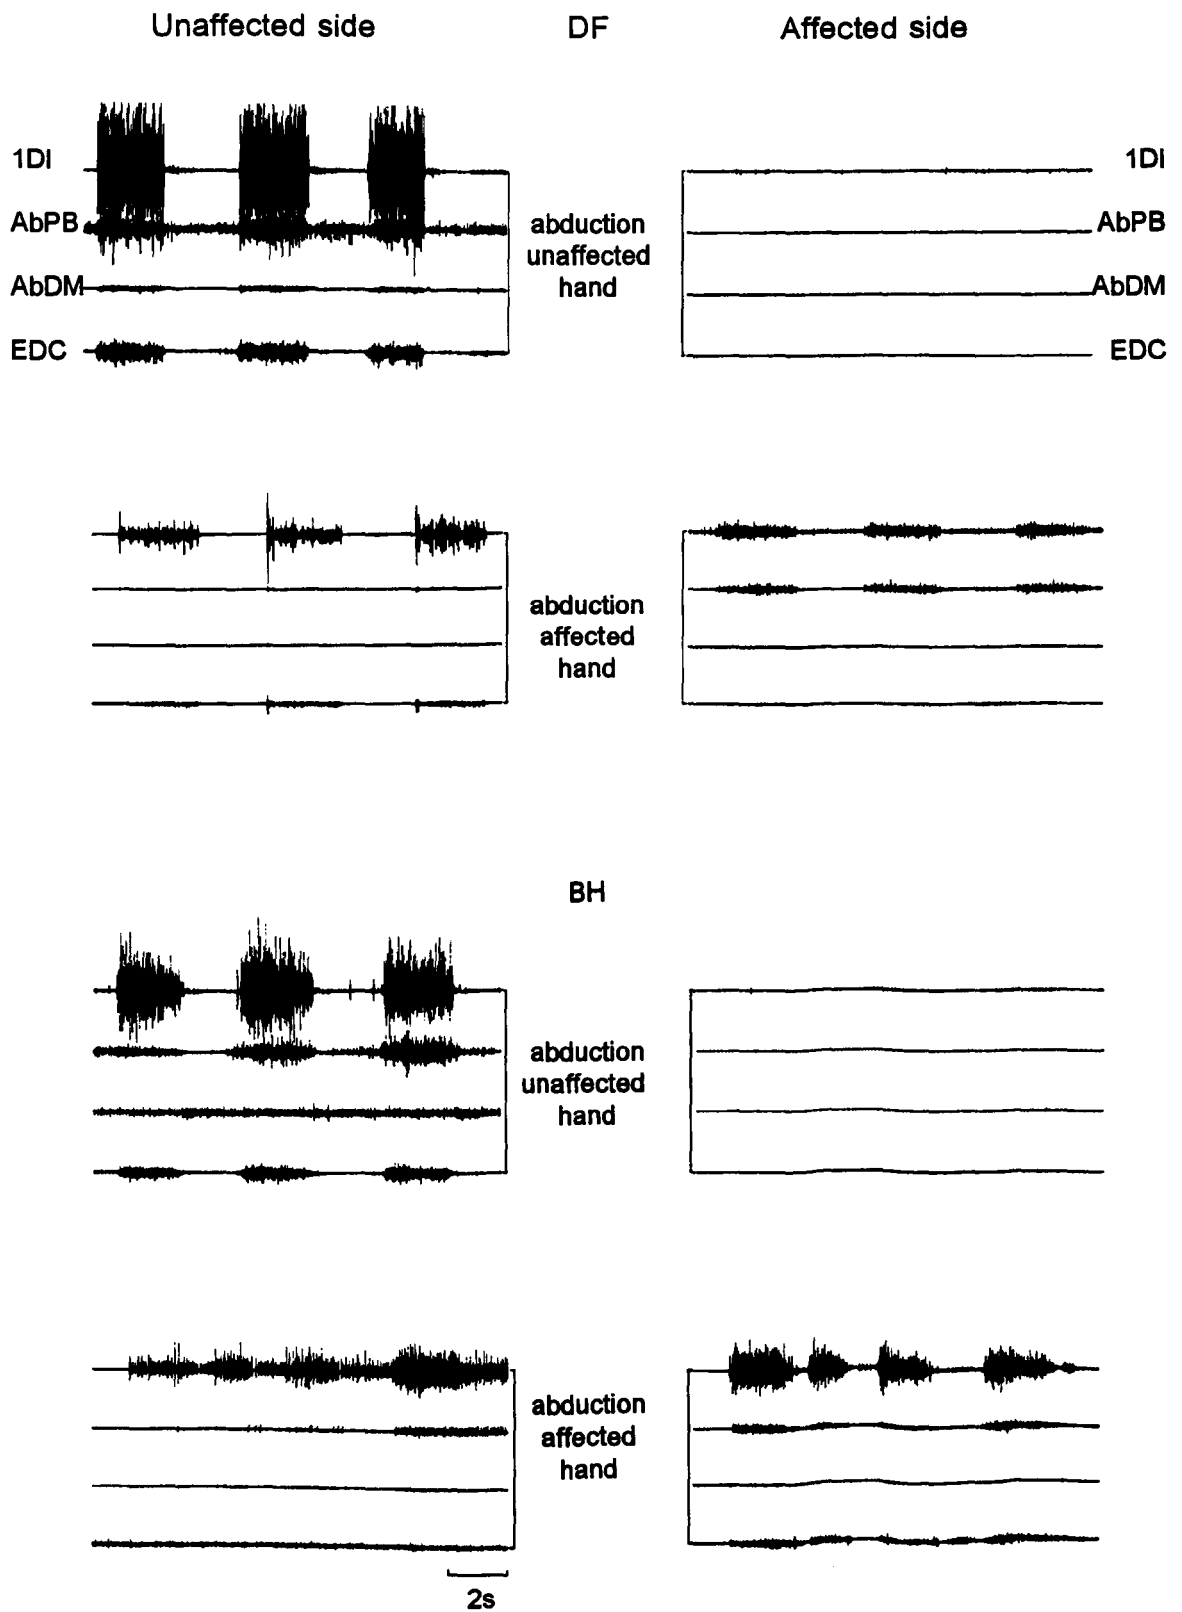 Unaffected side DF Affected side
1DI 1DI
AbPB AbPB
AbDM AbDM
EDC EDC
abduction
unaffected
hand
abduction
affected
hand
BH
abduction
unaffected
hand
abduction
affected
hand
2s